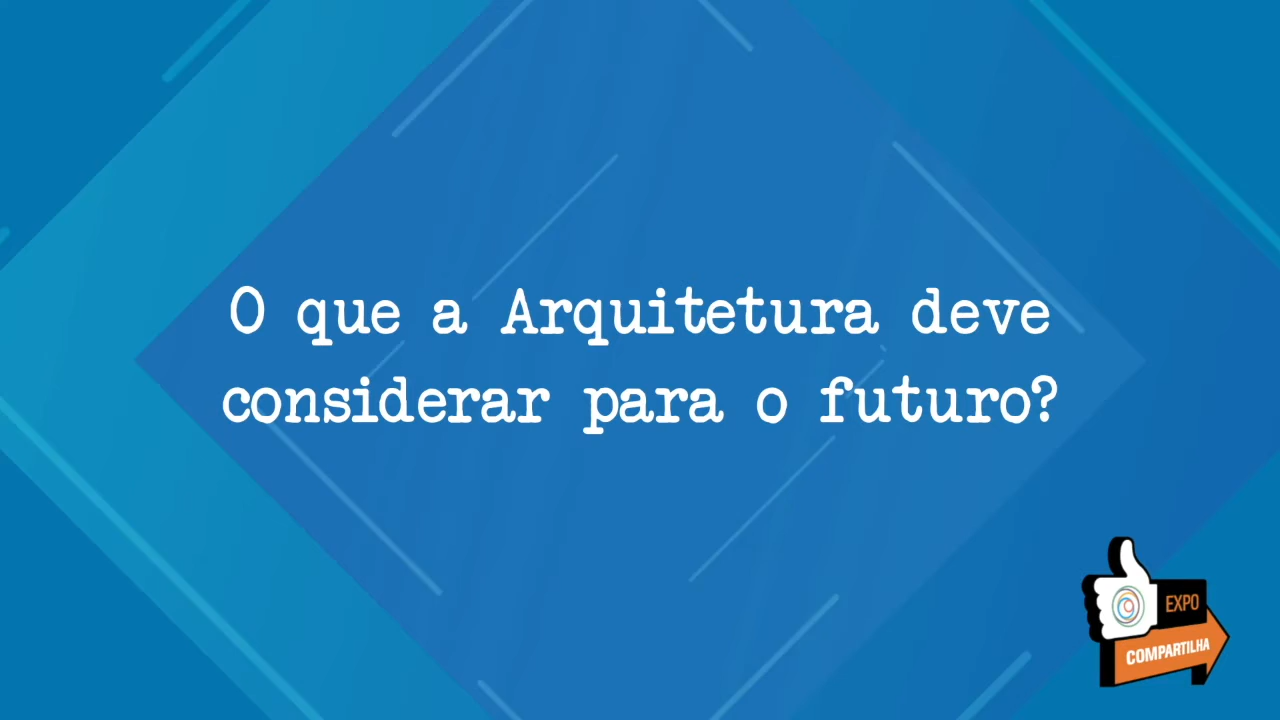 O que a Arquitetura deve
considerar para o futuro?
EXPO
COMPARTILHA